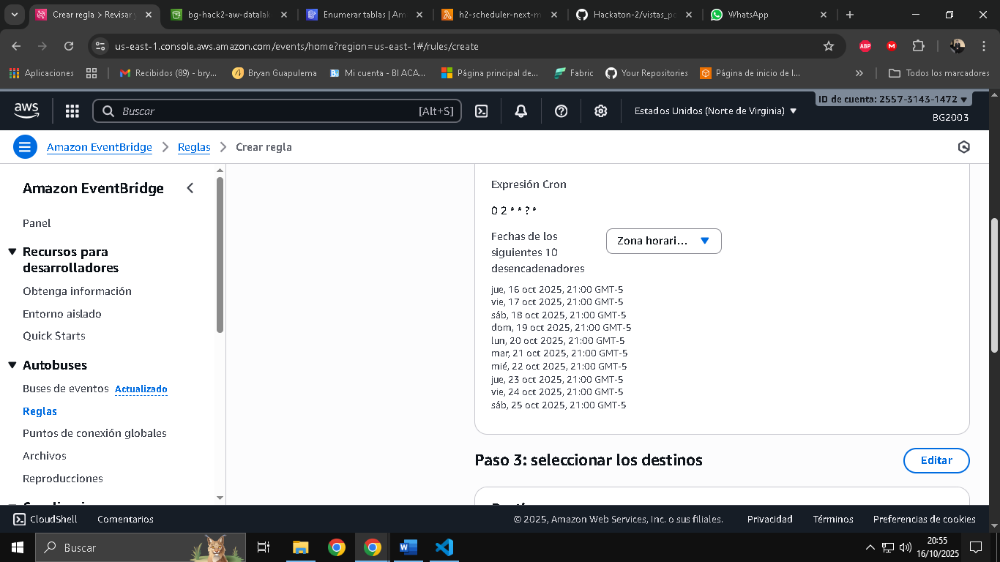 Crear regla > Revisar y
bg-hack2-aw-datalak
Enumerar tablas | Am
h2-scheduler-next-m
Hackaton-2/vistas_po
WhatsApp
us-east-1.console.aws.amazon.com/events/home?region=us-east-1#/rules/create
ABP
M
Aplicaciones
Recibidos (89) - bry...
Bryan Guapulema
Mi cuenta - BI ACA...
Página principal de...
Fabric
Your Repositories
Página de inicio de l...
Todos los marcadores
aws
Buscar
[Alt+S]
Estados Unidos (Norte de Virginia)
ID de cuenta: 2557-3143-1472
BG2003
Amazon EventBridge
Reglas
Crear regla
Amazon EventBridge
Panel
Recursos para
desarrolladores
Obtenga información
Entorno aislado
Quick Starts
Autobuses
Buses de eventos Actualizado
Reglas
Puntos de conexión globales
Archivos
Reproducciones
Expresión Cron
0 2 * * ? *
Fechas de los
siguientes 10
desencadenadores
Zona horari...
jue, 16 oct 2025, 21:00 GMT-5
vie, 17 oct 2025, 21:00 GMT-5
sáb, 18 oct 2025, 21:00 GMT-5
dom, 19 oct 2025, 21:00 GMT-5
lun, 20 oct 2025, 21:00 GMT-5
mar, 21 oct 2025, 21:00 GMT-5
mié, 22 oct 2025, 21:00 GMT-5
jue, 23 oct 2025, 21:00 GMT-5
vie, 24 oct 2025, 21:00 GMT-5
sáb, 25 oct 2025, 21:00 GMT-5
Paso 3: seleccionar los destinos
Editar
CloudShell
Comentarios
© 2025, Amazon Web Services, Inc. o sus filiales.
Privacidad
Términos
Preferencias de cookies
Buscar
20:55
16/10/2025